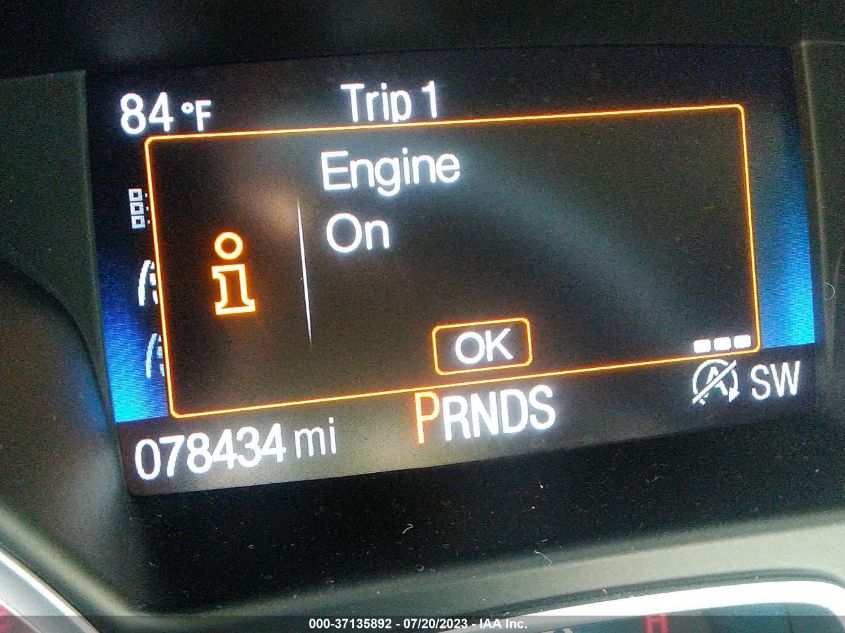 84 °F Trip 1
Engine
On
i
OK
SW
078434 mi PRNDS
H
000-37135892 - 07/20/2023 - IAA Inc.